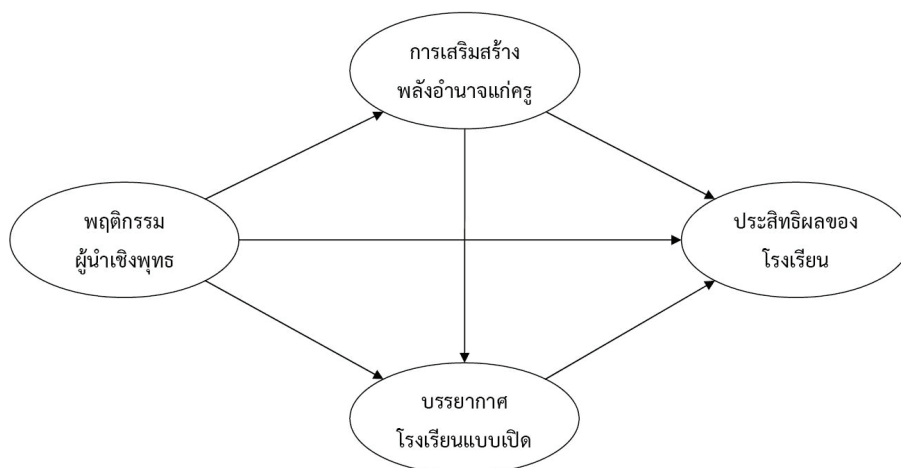 การเสริมสร้าง
พลังอำนาจแก่ครู
พฤติกรรม
ผู้นำเชิงพุทธ
ประสิทธิผลของ
โรงเรียน
บรรยากาศ
โรงเรียนแบบเปิด